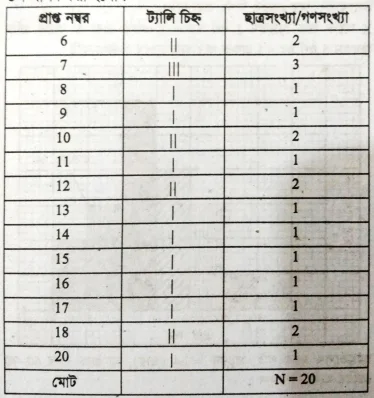 প্রাপ্ত নম্বর ট্যালি চিহ্ন ছাত্রসংখ্যা/গণসংখ্যা
6 || 2
7 ||| 3
8 | 1
9 | 1
10 || 2
11 | 1
12 || 2
13 | 1
14 | 1
15 | 1
16 | 1
17 | 1
18 || 2
20 | 1
মোট N = 20